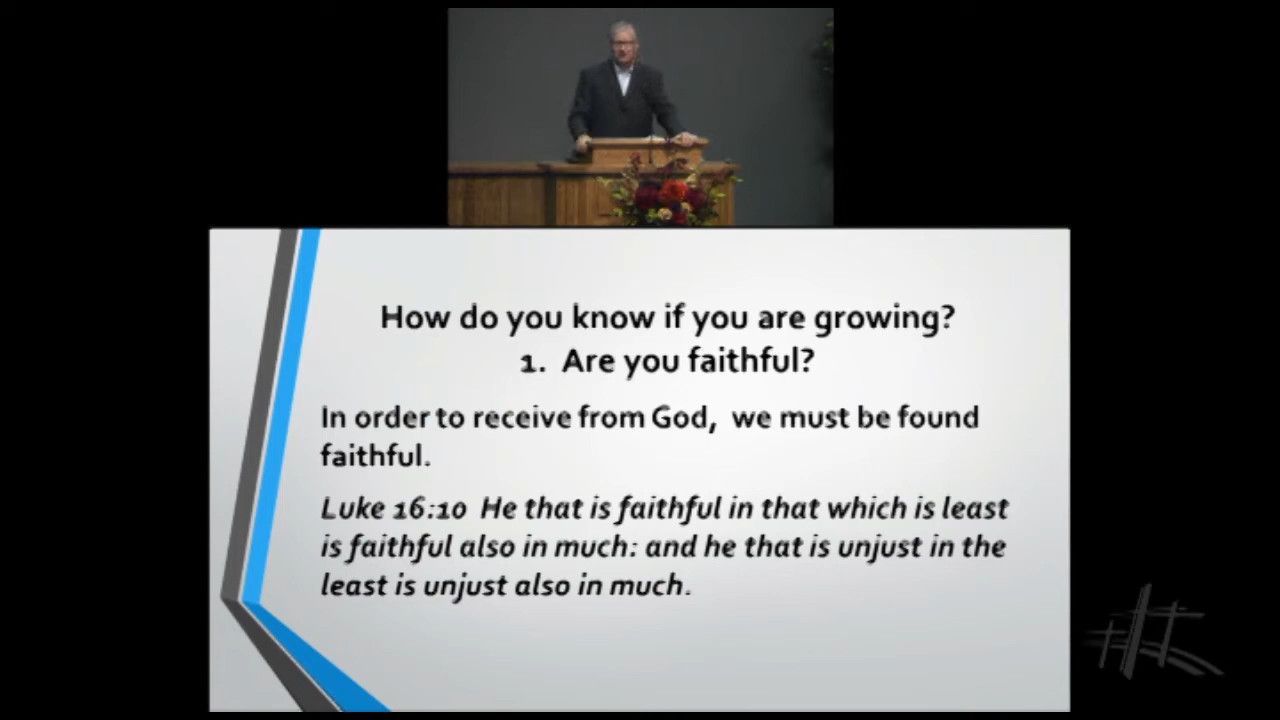 How do you know if you are growing?
1. Are you faithful?
In order to receive from God, we must be found
faithful.
Luke 16:10 He that is faithful in that which is least
is faithful also in much: and he that is unjust in the
least is unjust also in much.